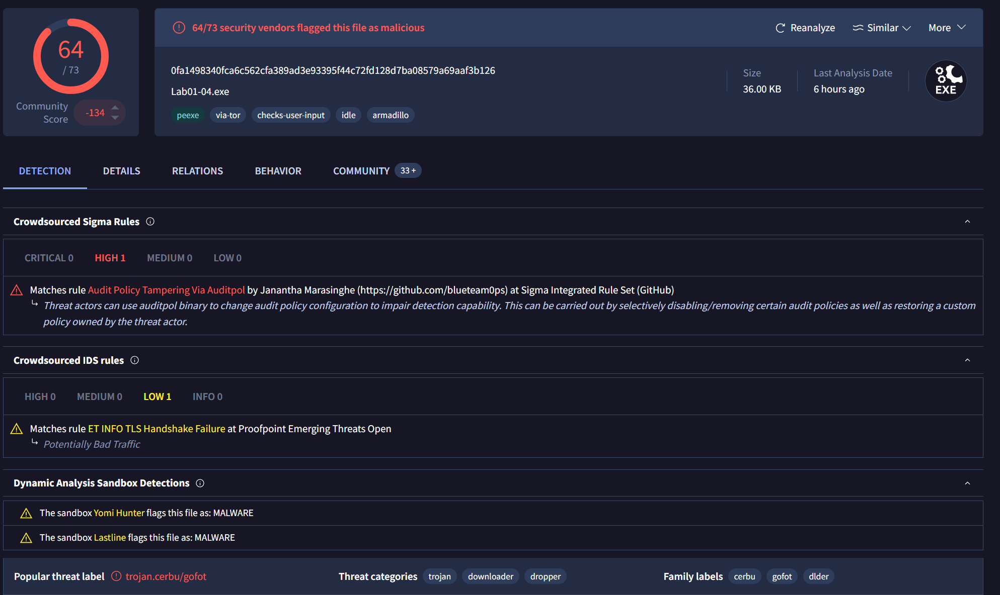 64
/ 73
Community
Score
-134
64/73 security vendors flagged this file as malicious
Reanalyze
Similar
More
0fa1498340fca6c562cfa389ad3e93395f44c72fd128d7ba08579a69aaf3b126
Lab01-04.exe
peexe via-tor checks-user-input idle armadillo
Size
36.00 KB
Last Analysis Date
6 hours ago
EXE
DETECTION DETAILS RELATIONS BEHAVIOR COMMUNITY 33 +
Crowdsourced Sigma Rules
CRITICAL 0 HIGH 1 MEDIUM 0 LOW 0
Matches rule Audit Policy Tampering Via Auditpol by Janantha Marasinghe (https://github.com/blueteam0ps) at Sigma Integrated Rule Set (GitHub)
Threat actors can use auditpol binary to change audit policy configuration to impair detection capability. This can be carried out by selectively disabling/removing certain audit policies as well as restoring a custom
policy owned by the threat actor.
Crowdsourced IDS rules
HIGH 0 MEDIUM 0 LOW 1 INFO 0
Matches rule ET INFO TLS Handshake Failure at Proofpoint Emerging Threats Open
Potentially Bad Traffic
Dynamic Analysis Sandbox Detections
The sandbox Yomi Hunter flags this file as: MALWARE
The sandbox Lastline flags this file as: MALWARE
Popular threat label trojan.cerbu/gofot Threat categories trojan downloader dropper Family labels cerbu gofot dlder